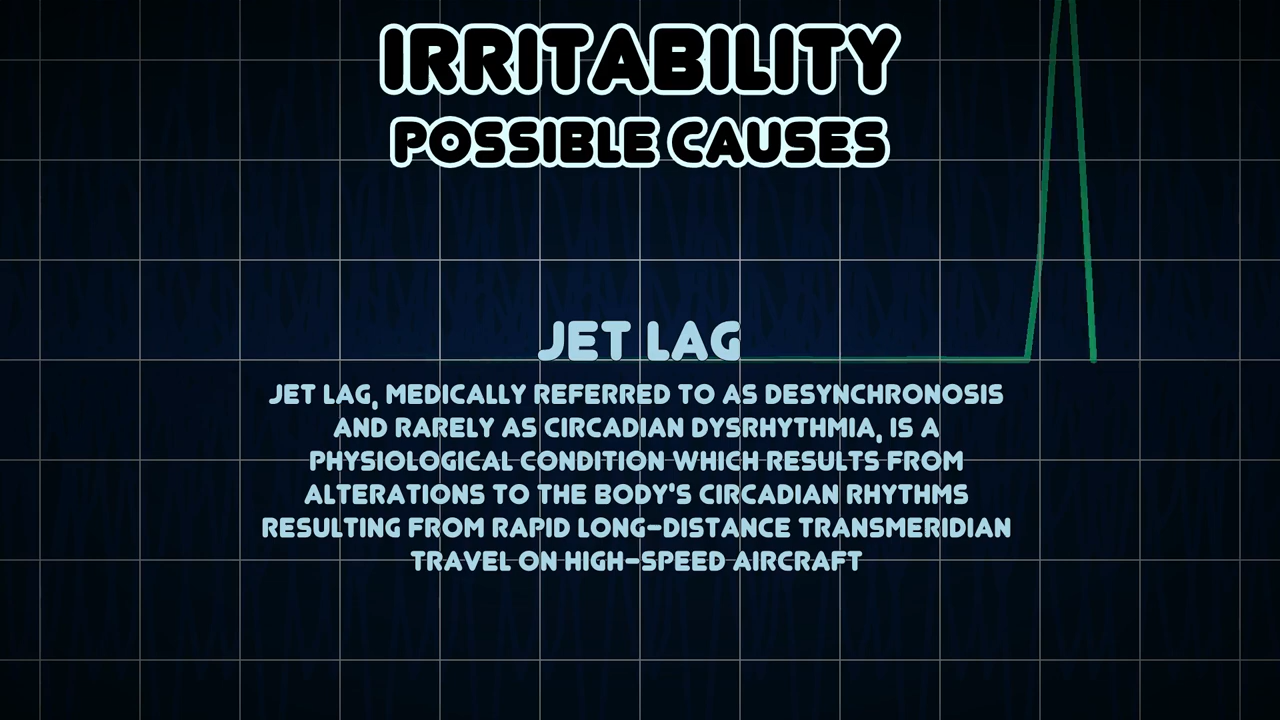 IRRITABILITY
POSSIBLE CAUSES
JET LAG
JET LAG, MEDICALLY REFERRED TO AS DESYNCHRONOSIS
AND RARELY AS CIRCADIAN DYSRHYTHMIA, IS A
PHYSIOLOGICAL CONDITION WHICH RESULTS FROM
ALTERATIONS TO THE BODY'S CIRCADIAN RHYTHMS
RESULTING FROM RAPID LONG-DISTANCE TRANSMERIDIAN
TRAVEL ON HIGH-SPEED AIRCRAFT